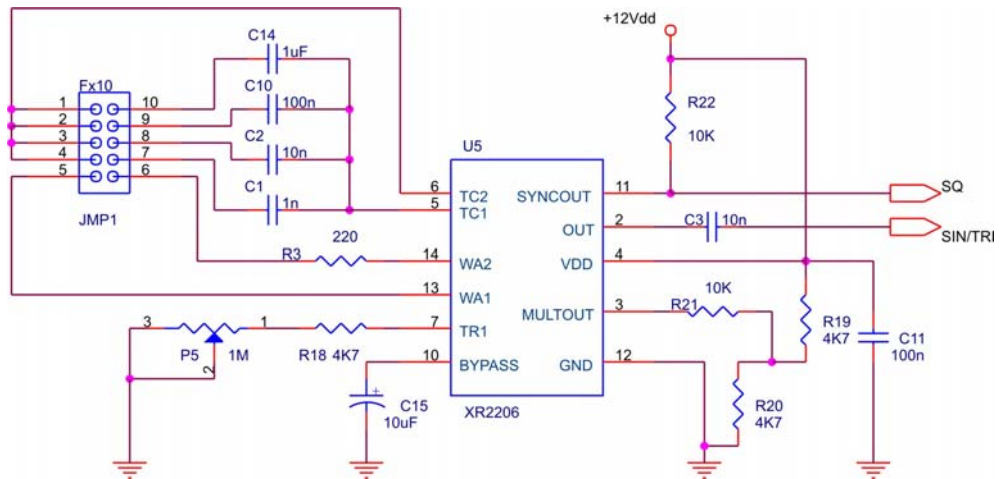 +12Vdd
C14
1uF
Fx10
C10
100n
1
2
3
4
5
10
9
8
7
6
C2
10n
C1
1n
JMP1
R22
10K
U5
6
TC2
5
TC1
SYNCOUT
11
SQ
OUT
2
C3
10n
SIN/TRI
R3
220
14
WA2
VDD
4
13
WA1
MULTOUT
3
R21
10K
3
1
P5
1M
2
R18 4K7
7
TR1
R19
4K7
C11
100n
10
BYPASS
GND
12
C15
10uF
+
XR2206
R20
4K7